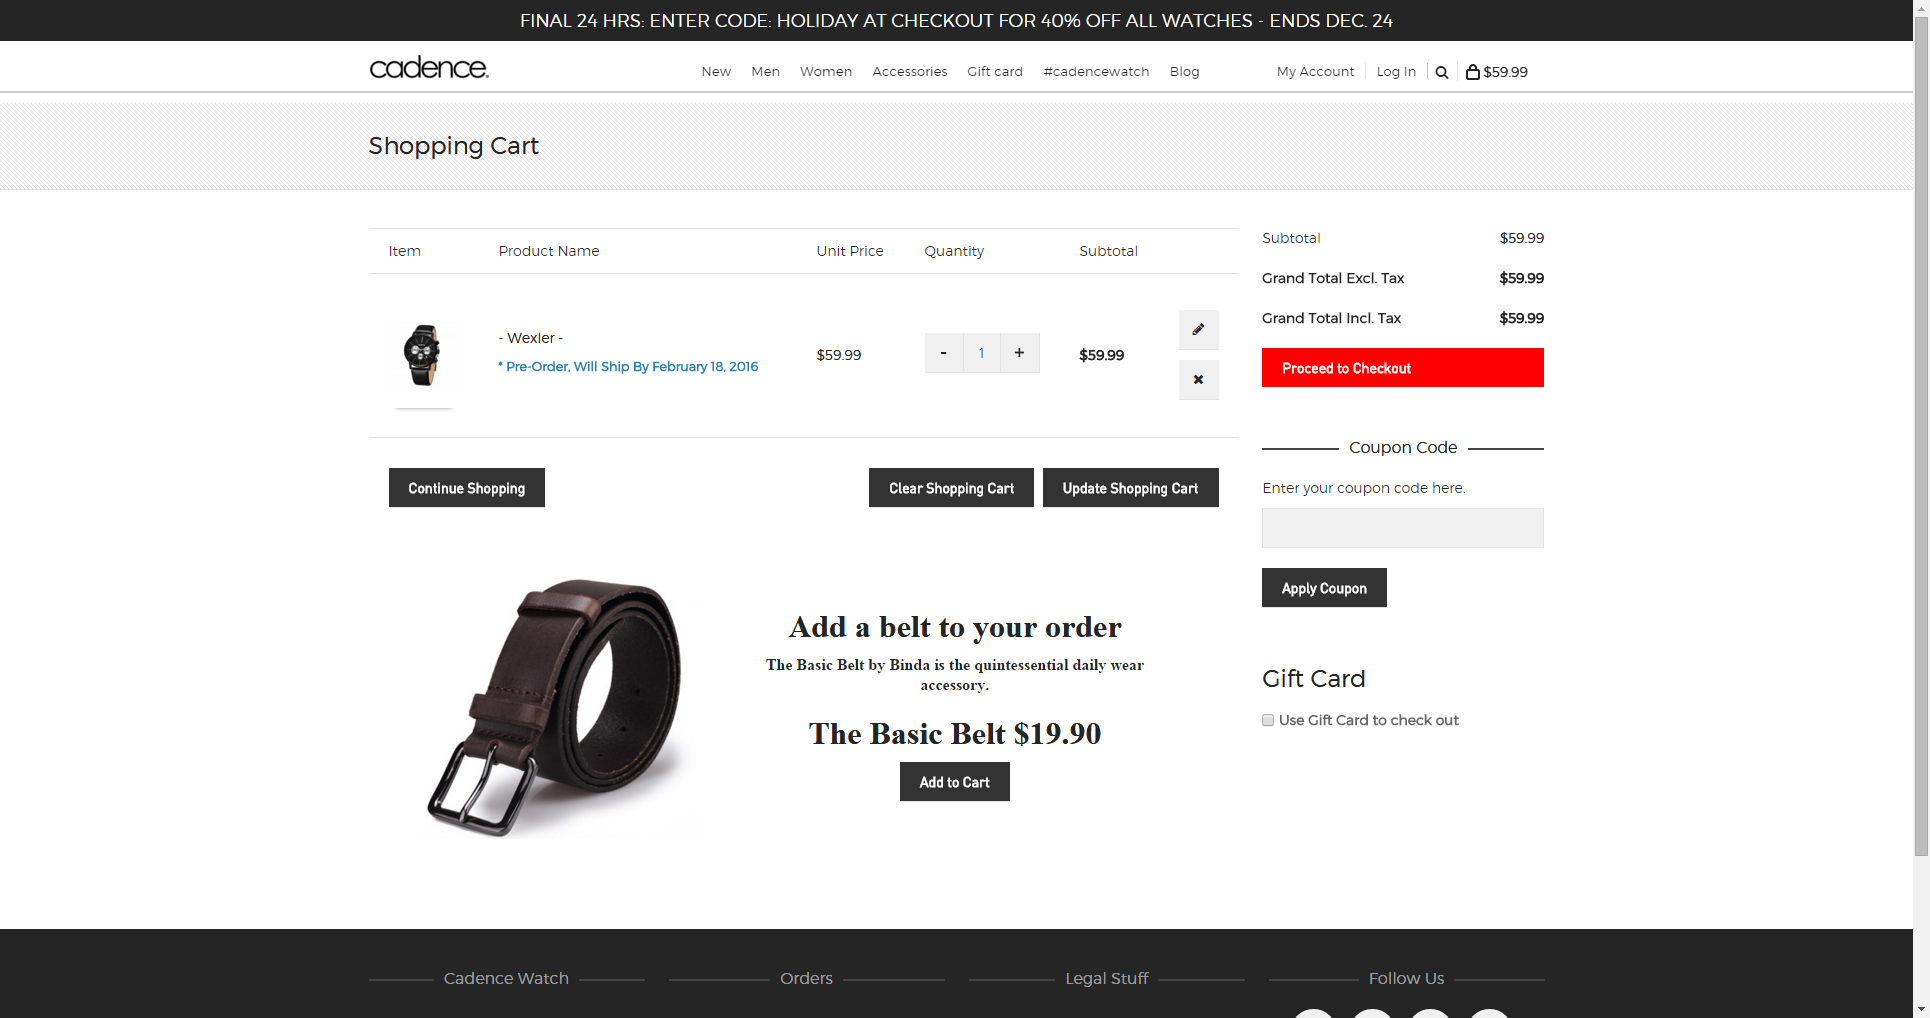 FINAL 24 HRS: ENTER CODE: HOLIDAY AT CHECKOUT FOR 40% OFF ALL WATCHES - ENDS DEC. 24
cadence.
New Men Women Accessories Gift card #cadencewatch Blog My Account Log In $59.99
Shopping Cart
Item Product Name Unit Price Quantity Subtotal
- Wexler -
* Pre-Order, Will Ship By February 18, 2016
$59.99 - 1 + $59.99
Continue Shopping Clear Shopping Cart Update Shopping Cart
Subtotal $59.99
Grand Total Excl. Tax $59.99
Grand Total Incl. Tax $59.99
Proceed to Checkout
Coupon Code
Enter your coupon code here.
Apply Coupon
Gift Card
Use Gift Card to check out
Add a belt to your order
The Basic Belt by Binda is the quintessential daily wear
accessory.
The Basic Belt $19.90
Add to Cart
Cadence Watch Orders Legal Stuff Follow Us